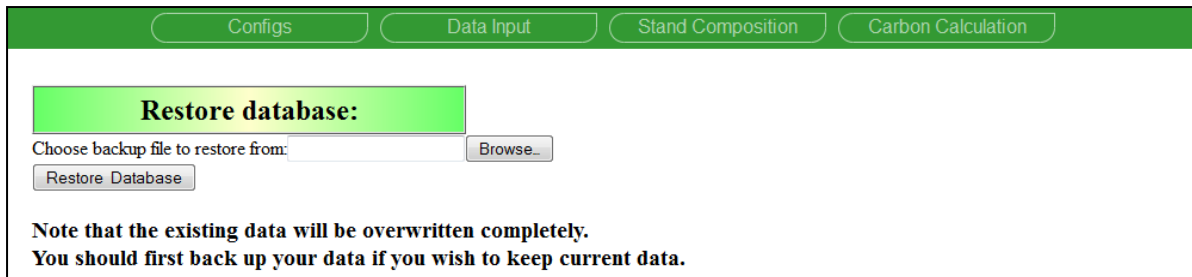 Configs Data Input Stand Composition Carbon Calculation
Restore database:
Choose backup file to restore from: Browse...
Restore Database
Note that the existing data will be overwritten completely.
You should first back up your data if you wish to keep current data.